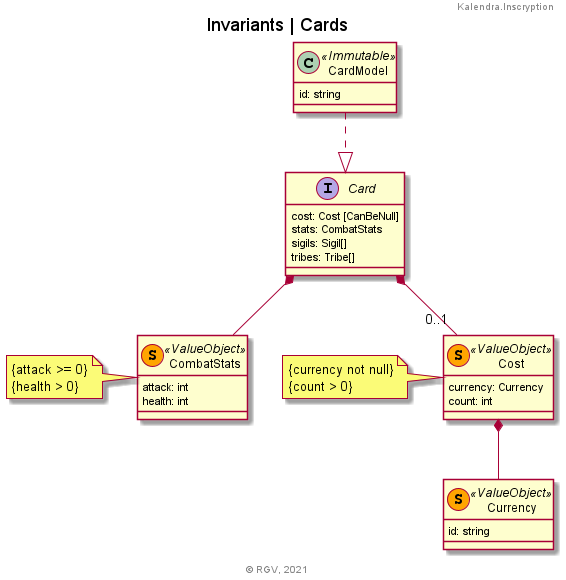 Kalendra.Inscryption
Invariants | Cards
C «Immutable»
CardModel
id: string
I Card
cost: Cost [CanBeNull]
stats: CombatStats
sigils: Sigil[]
tribes: Tribe[]
0..1
{attack >= 0}
{health > 0}
S «ValueObject»
CombatStats
attack: int
health: int
{currency not null}
{count > 0}
S «ValueObject»
Cost
currency: Currency
count: int
S «ValueObject»
Currency
id: string
© RGV, 2021